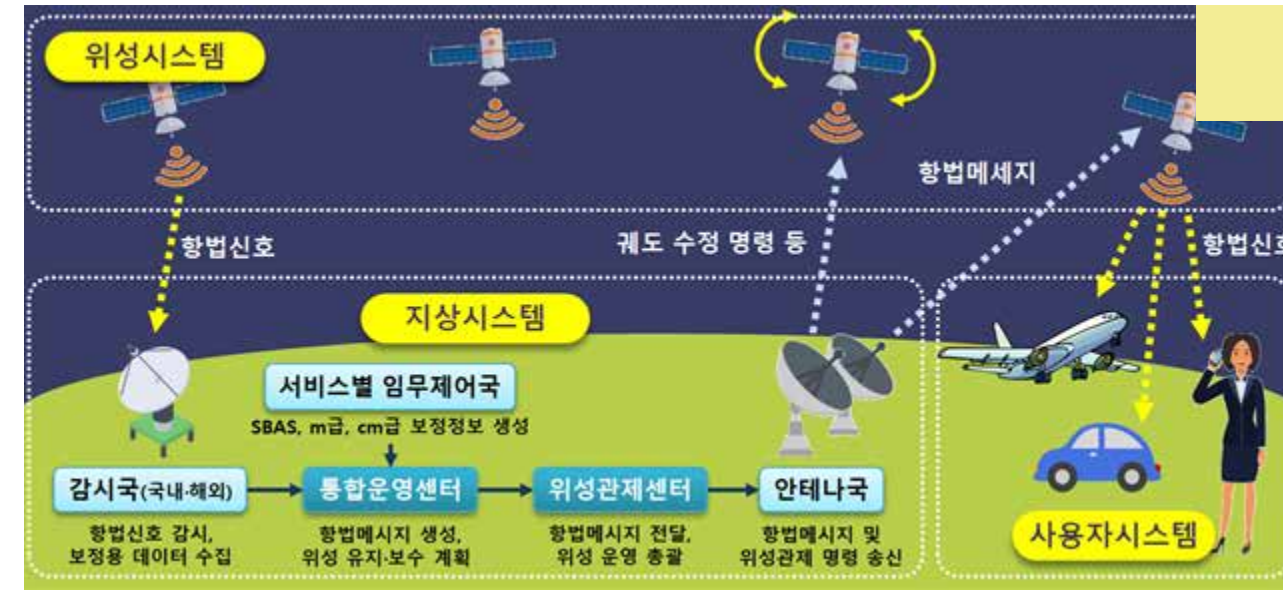 위성시스템
항법메세지
항법신호
궤도 수정 명령 등
항법신호
지상시스템
서비스별 임무제어국
SBAS, m급, cm급 보정정보 생성
감시국(국내·해외)
통합운영센터
위성관제센터
안테나국
항법신호 감시,
보정용 데이터 수집
항법메시지 생성,
위성 유지·보수 계획
항법메시지 전달,
위성 운영 총괄
항법메시지 및
위성관제 명령 송신
사용자시스템